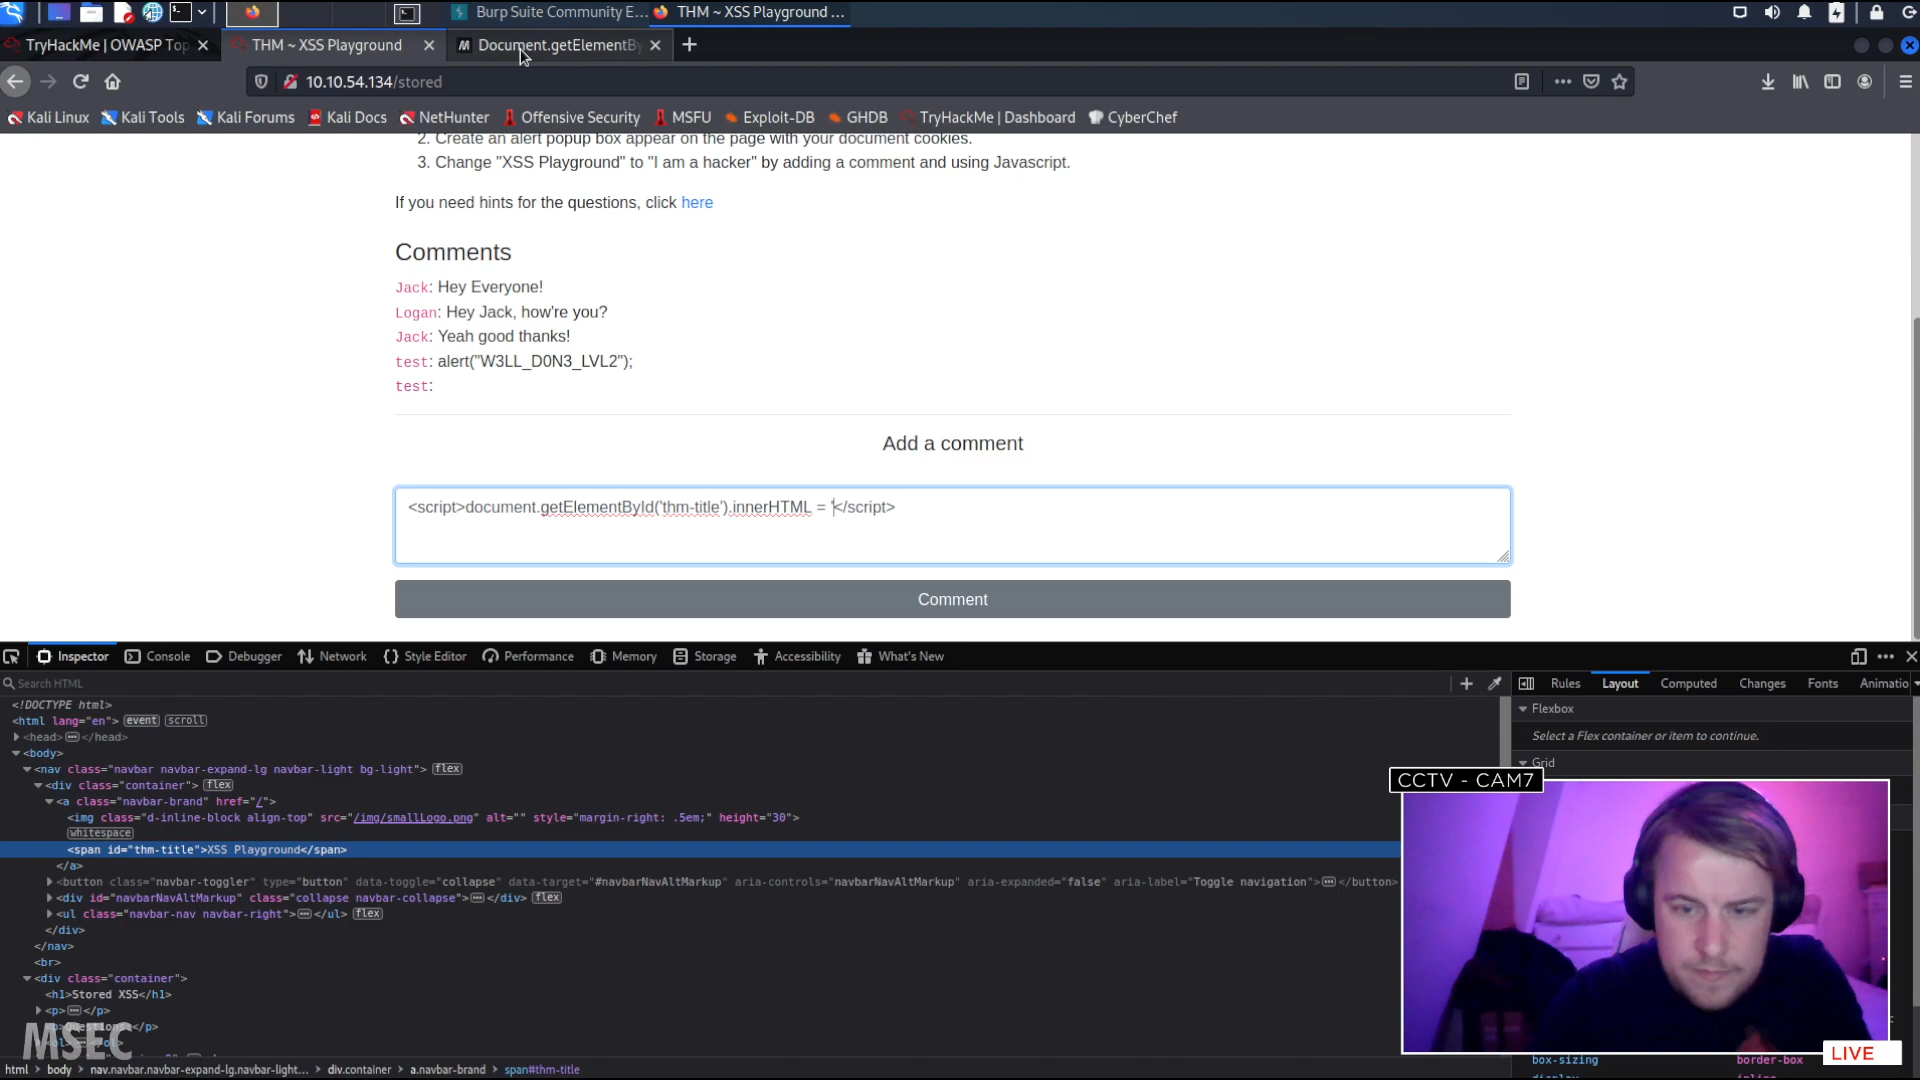 Burp Suite Community E... THM ~ XSS Playground ...
TryHackMe | OWASP Top THM ~ XSS Playground Document.getElementBy
10.10.54.134/stored
Kali Linux Kali Tools Kali Forums Kali Docs NetHunter Offensive Security MSFU Exploit-DB GHDB TryHackMe | Dashboard CyberChef
2. Create an alert popup box appear on the page with your document cookies.
3. Change "XSS Playground" to "I am a hacker" by adding a comment and using Javascript.
If you need hints for the questions, click here
Comments
Jack: Hey Everyone!
Logan: Hey Jack, how're you?
Jack: Yeah good thanks!
test: alert("W3LL_D0N3_LVL2");
test:
Add a comment
<script>document.getElementById('thm-title').innerHTML = '</script>
Comment
Inspector Console Debugger Network Style Editor Performance Memory Storage Accessibility What's New
Search HTML
Rules Layout Computed Changes Fonts Animatio
<!DOCTYPE html>
<html lang="en"> event scroll
<head> </head>
<body>
<nav class="navbar navbar-expand-lg navbar-light bg-light"> flex
<div class="container"> flex
<a class="navbar-brand" href="/">
<img class="d-inline-block align-top" src="/img/smallLogo.png" alt="" style="margin-right: .5em;" height="30">
whitespace
<span id="thm-title">XSS Playground</span>
</a>
<button class="navbar-toggler" type="button" data-toggle="collapse" data-target="#navbarNavAltMarkup" aria-controls="navbarNavAltMarkup" aria-expanded="false" aria-label="Toggle navigation"> </button>
<div id="navbarNavAltMarkup" class="collapse navbar-collapse"> </div> flex
<ul class="navbar-nav navbar-right"> </ul> flex
</div>
</nav>
<br>
<div class="container">
<h1>Stored XSS</h1>
<p> </p>
<p>Questions</p>
<ol> </ol>
html body nav.navbar.navbar-expand-lg.navbar-light... div.container a.navbar-brand span#thm-title
Flexbox
Select a Flex container or item to continue.
Grid
CCTV - CAM7
MSEC
LIVE
box-sizing border-box